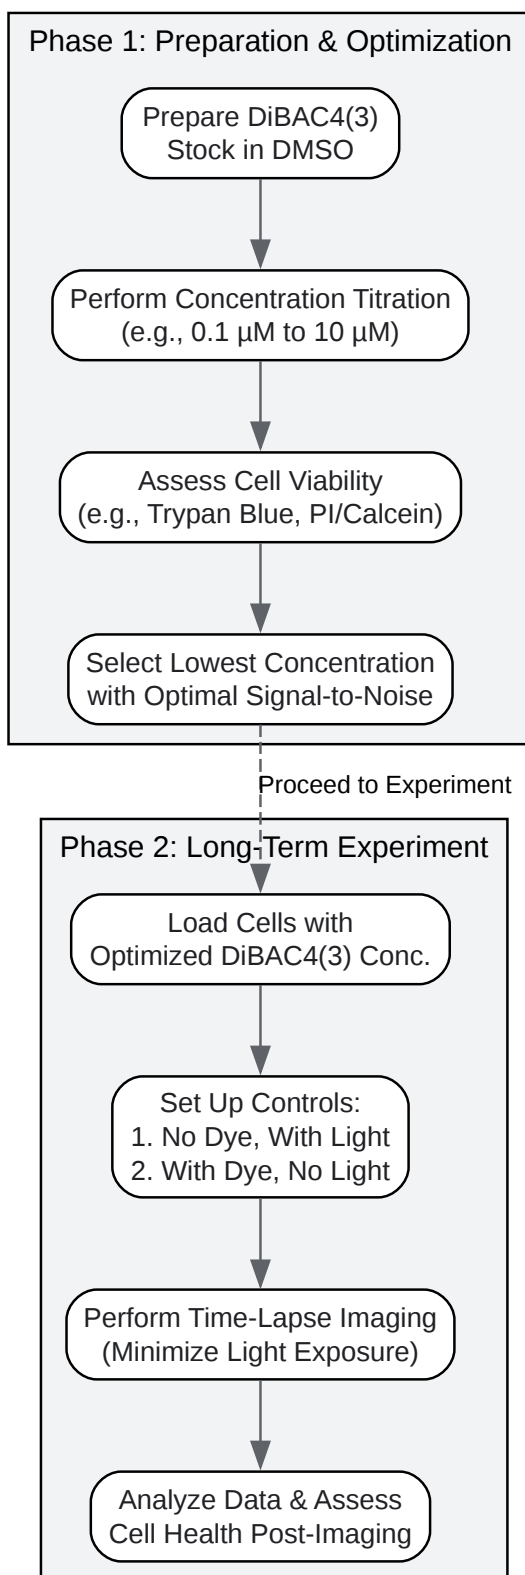 Phase 1: Preparation & Optimization
Prepare DiBAC4(3)
Stock in DMSO
Perform Concentration Titration
(e.g., 0.1 µM to 10 µM)
Assess Cell Viability
(e.g., Trypan Blue, PI/Calcein)
Select Lowest Concentration
with Optimal Signal-to-Noise
Proceed to Experiment
Phase 2: Long-Term Experiment
Load Cells with
Optimized DiBAC4(3) Conc.
Set Up Controls:
1. No Dye, With Light
2. With Dye, No Light
Perform Time-Lapse Imaging
(Minimize Light Exposure)
Analyze Data & Assess
Cell Health Post-Imaging